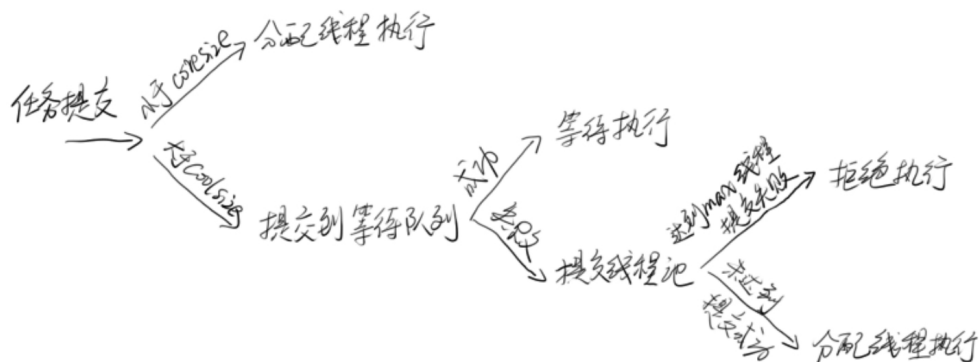 任务提交
小于coresize
分配线程执行
大于coolsize
提交到等待队列
成功
等待执行
失败
提交线程池
达到max线程
提交失败
拒绝执行
未达到
提交成功
分配线程执行